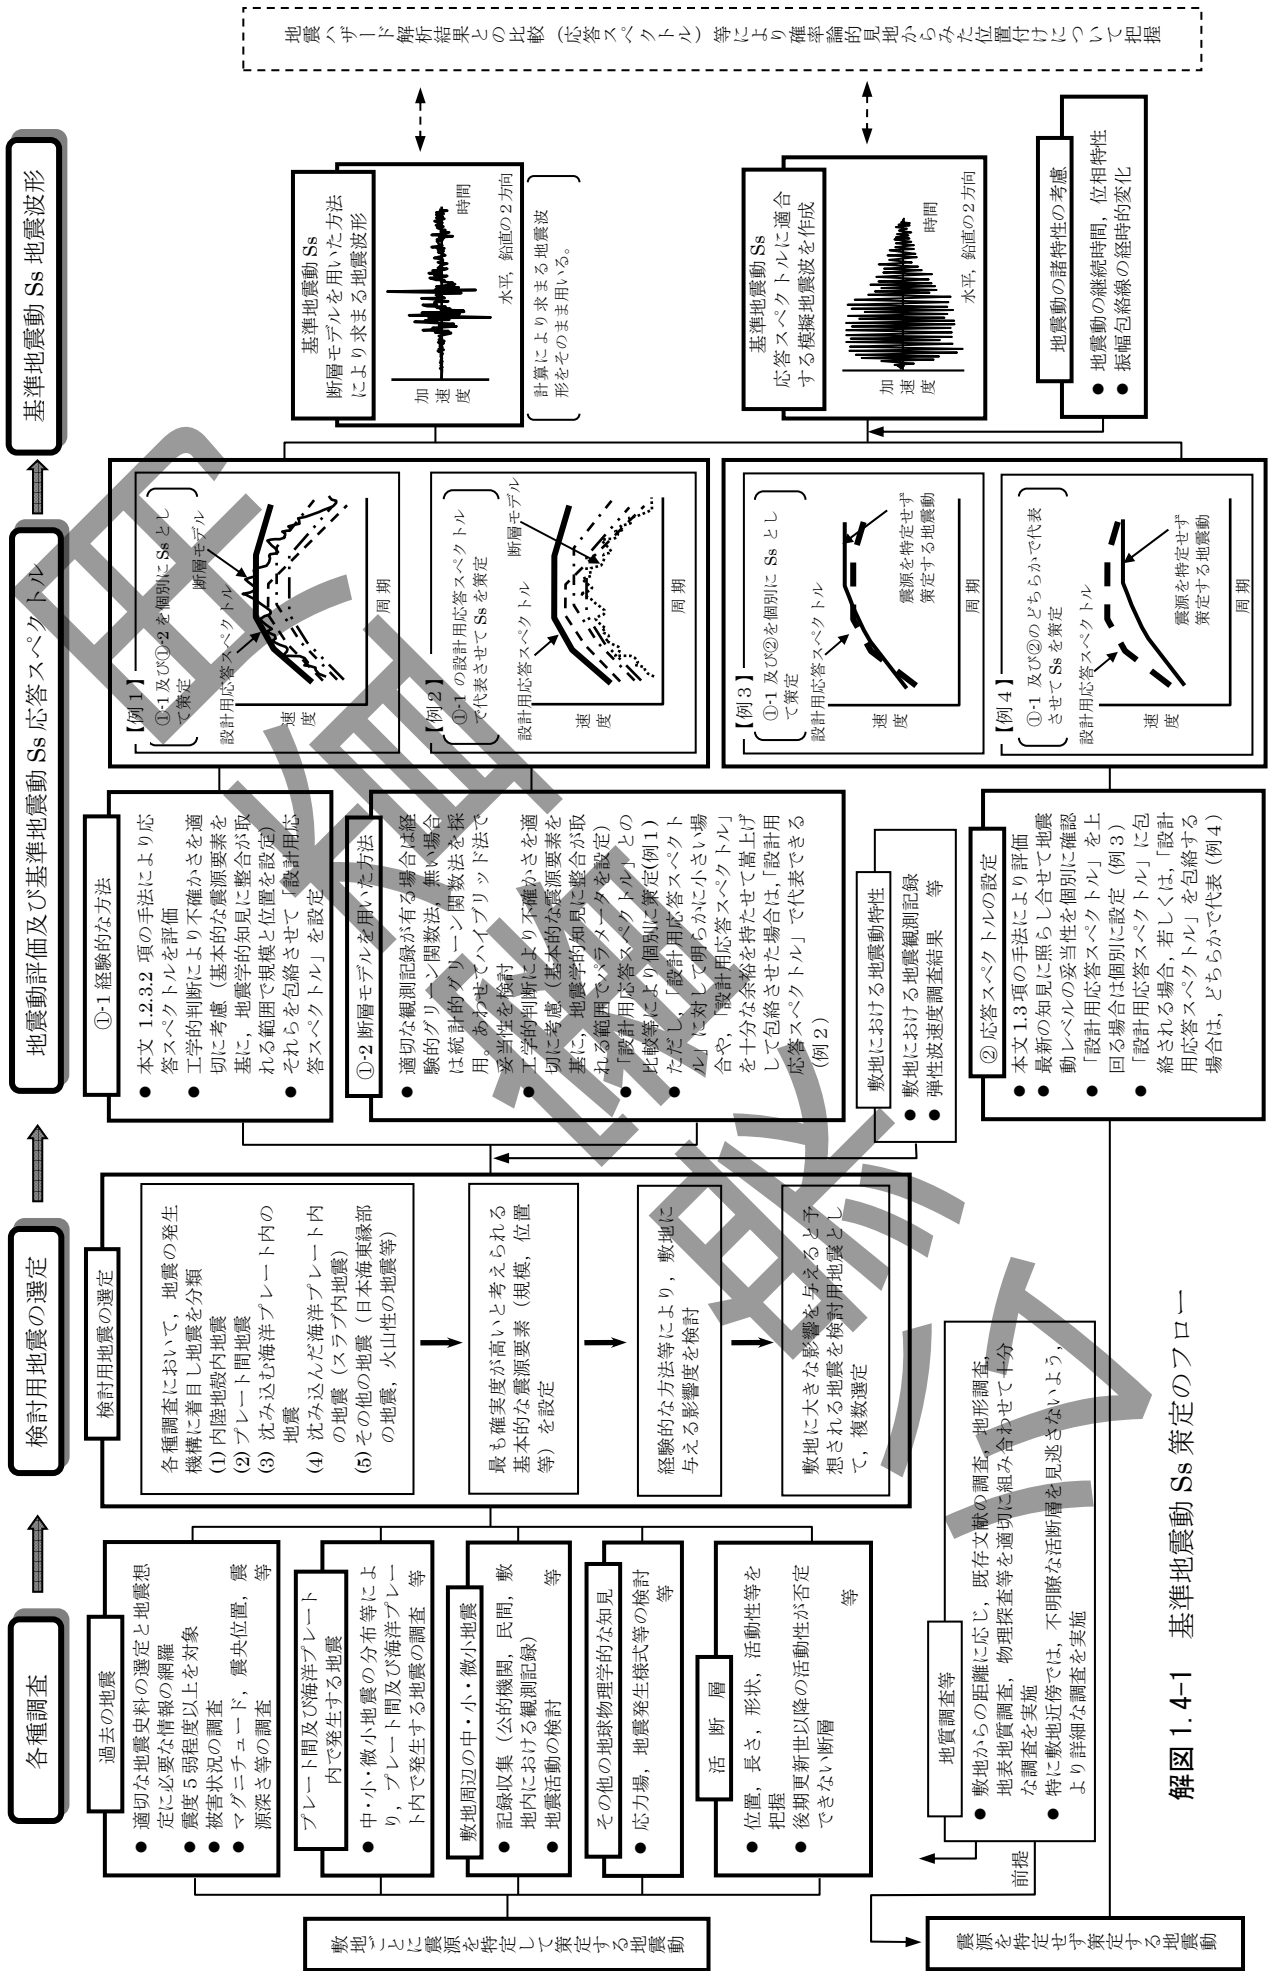 各種調査
検討用地震の選定
地震動評価及び基準地震動 Ss 応答スペクトル
基準地震動 Ss 地震波形
敷地ごとに震源を特定して策定する地震動
過去の地震
● 適切な地震史料の選定と地震想
定に必要な情報の網羅
● 震度５弱程度以上を対象
● 被害状況の調査
● マグニチュード，震央位置，震
源深さ等の調査 等
プレート間及び海洋プレート
内で発生する地震
● 中・小・微小地震の分布等によ
り，プレート間及び海洋プレー
ト内で発生する地震の調査 等
敷地周辺の中・小・微小地震
● 記録収集（公的機関，民間，敷
地内における観測記録）
● 地震活動の検討 等
その他の地球物理学的な知見
● 応力場，地震発生様式等の検討
等
活 断 層
● 位置，長さ，形状，活動性等を
把握
● 後期更新世以降の活動性が否定
できない断層 等
地質調査等
● 敷地からの距離に応じ，既存文献の調査，地形調査，
地表地質調査，物理探査等を適切に組み合わせて十分
な調査を実施
● 特に敷地近傍では，不明瞭な活断層を見逃さないよう，
より詳細な調査を実施
前提
震源を特定せず策定する地震動
検討用地震の選定
各種調査において，地震の発生
機構に着目し地震を分類
(1) 内陸地殻内地震
(2) プレート間地震
(3) 沈み込む海洋プレート内の
地震
(4) 沈み込んだ海洋プレート内
の地震（スラブ内地震）
(5) その他の地震（日本海東縁部
の地震，火山性の地震等）
最も確実度が高いと考えられる
基本的な震源要素（規模，位置
等）を設定
経験的な方法等により，敷地に
与える影響度を検討
敷地に大きな影響を与えると予
想される地震を検討用地震とし
て，複数選定
①-1 経験的な方法
● 本文 1.2.3.2 項の手法により応
答スペクトルを評価
● 工学的判断により不確かさを適
切に考慮（基本的な震源要素を
基に，地震学的知見に整合が取
れる範囲で規模と位置を設定）
● それらを包絡させて「設計用応
答スペクトル」を設定
①-2 断層モデルを用いた方法
● 適切な観測記録が有る場合は経
験的グリーン関数法，無い場合
は統計的グリーン関数法を採
用。あわせてハイブリッド法で
妥当性を検討
● 工学的判断により不確かさを適
切に考慮（基本的な震源要素を
基に，地震学的知見に整合が取
れる範囲でパラメータを設定）
● 「設計用応答スペクトル」との
比較等により個別に策定(例１)
● ただし，「設計用応答スペクト
ル」に対して明らかに小さい場
合や，「設計用応答スペクトル」
を十分な余裕を持たせて嵩上げ
して包絡させた場合は，「設計用
応答スペクトル」で代表できる
(例２)
敷地における地震動特性
● 敷地における地震観測記録
● 弾性波速度調査結果 等
② 応答スペクトルの設定
● 本文 1.3 項の手法により評価
● 最新の知見に照らし合せて地震
動レベルの妥当性を個別に確認
● 「設計用応答スペクトル」を上
回る場合は個別に設定（例３）
● 「設計用応答スペクトル」に包
絡される場合，若しくは，「設計
用応答スペクトル」を包絡する
場合は，どちらかで代表（例４）
【例１】
①-1 及び①-2 を個別に Ss とし
て策定
設計用応答スペクトル
断層モデル
速度
周期
【例２】
①-1 の設計用応答スペクトル
で代表させて Ss を策定
設計用応答スペクトル
断層モデル
速度
周期
【例３】
①-1 及び②を個別に Ss とし
て策定
設計用応答スペクトル
震源を特定せず
策定する地震動
速度
周期
【例４】
①-1 及び②のどちらかで代表
させて Ss を策定
設計用応答スペクトル
震源を特定せず
策定する地震動
速度
周期
基準地震動 Ss
断層モデルを用いた方法
により求まる地震波形
加速度
時間
水平，鉛直の２方向
計算により求まる地震波
形をそのまま用いる。
基準地震動 Ss
応答スペクトルに適合
する模擬地震波を作成
加速度
時間
水平，鉛直の２方向
地震動の諸特性の考慮
● 地震動の継続時間，位相特性
● 振幅包絡線の経時的変化
地震ハザード解析結果との比較（応答スペクトル）等により確率論的見地からみた位置付けについて把握
解図 1.4-1 基準地震動 Ss 策定のフロー